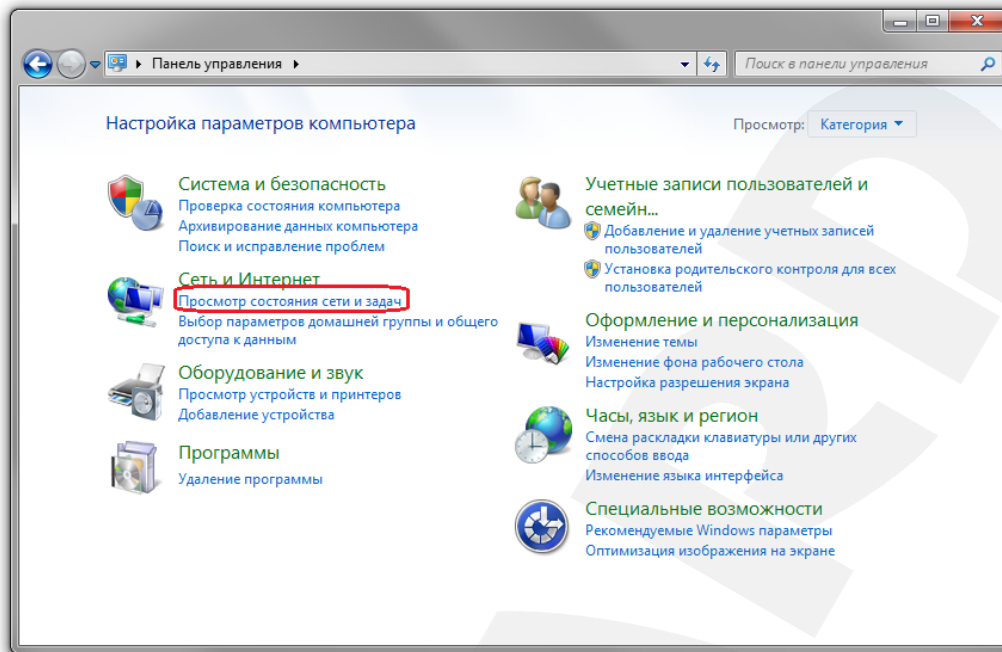 Панель управления
Поиск в панели управления
Настройка параметров компьютера
Просмотр: Категория
Система и безопасность
Проверка состояния компьютера
Архивирование данных компьютера
Поиск и исправление проблем
Сеть и Интернет
Просмотр состояния сети и задач
Выбор параметров домашней группы и общего
доступа к данным
Оборудование и звук
Просмотр устройств и принтеров
Добавление устройства
Программы
Удаление программы
Учетные записи пользователей и
семейн...
Добавление и удаление учетных записей
пользователей
Установка родительского контроля для всех
пользователей
Оформление и персонализация
Изменение темы
Изменение фона рабочего стола
Настройка разрешения экрана
Часы, язык и регион
Смена раскладки клавиатуры или других
способов ввода
Изменение языка интерфейса
Специальные возможности
Рекомендуемые Windows параметры
Оптимизация изображения на экране